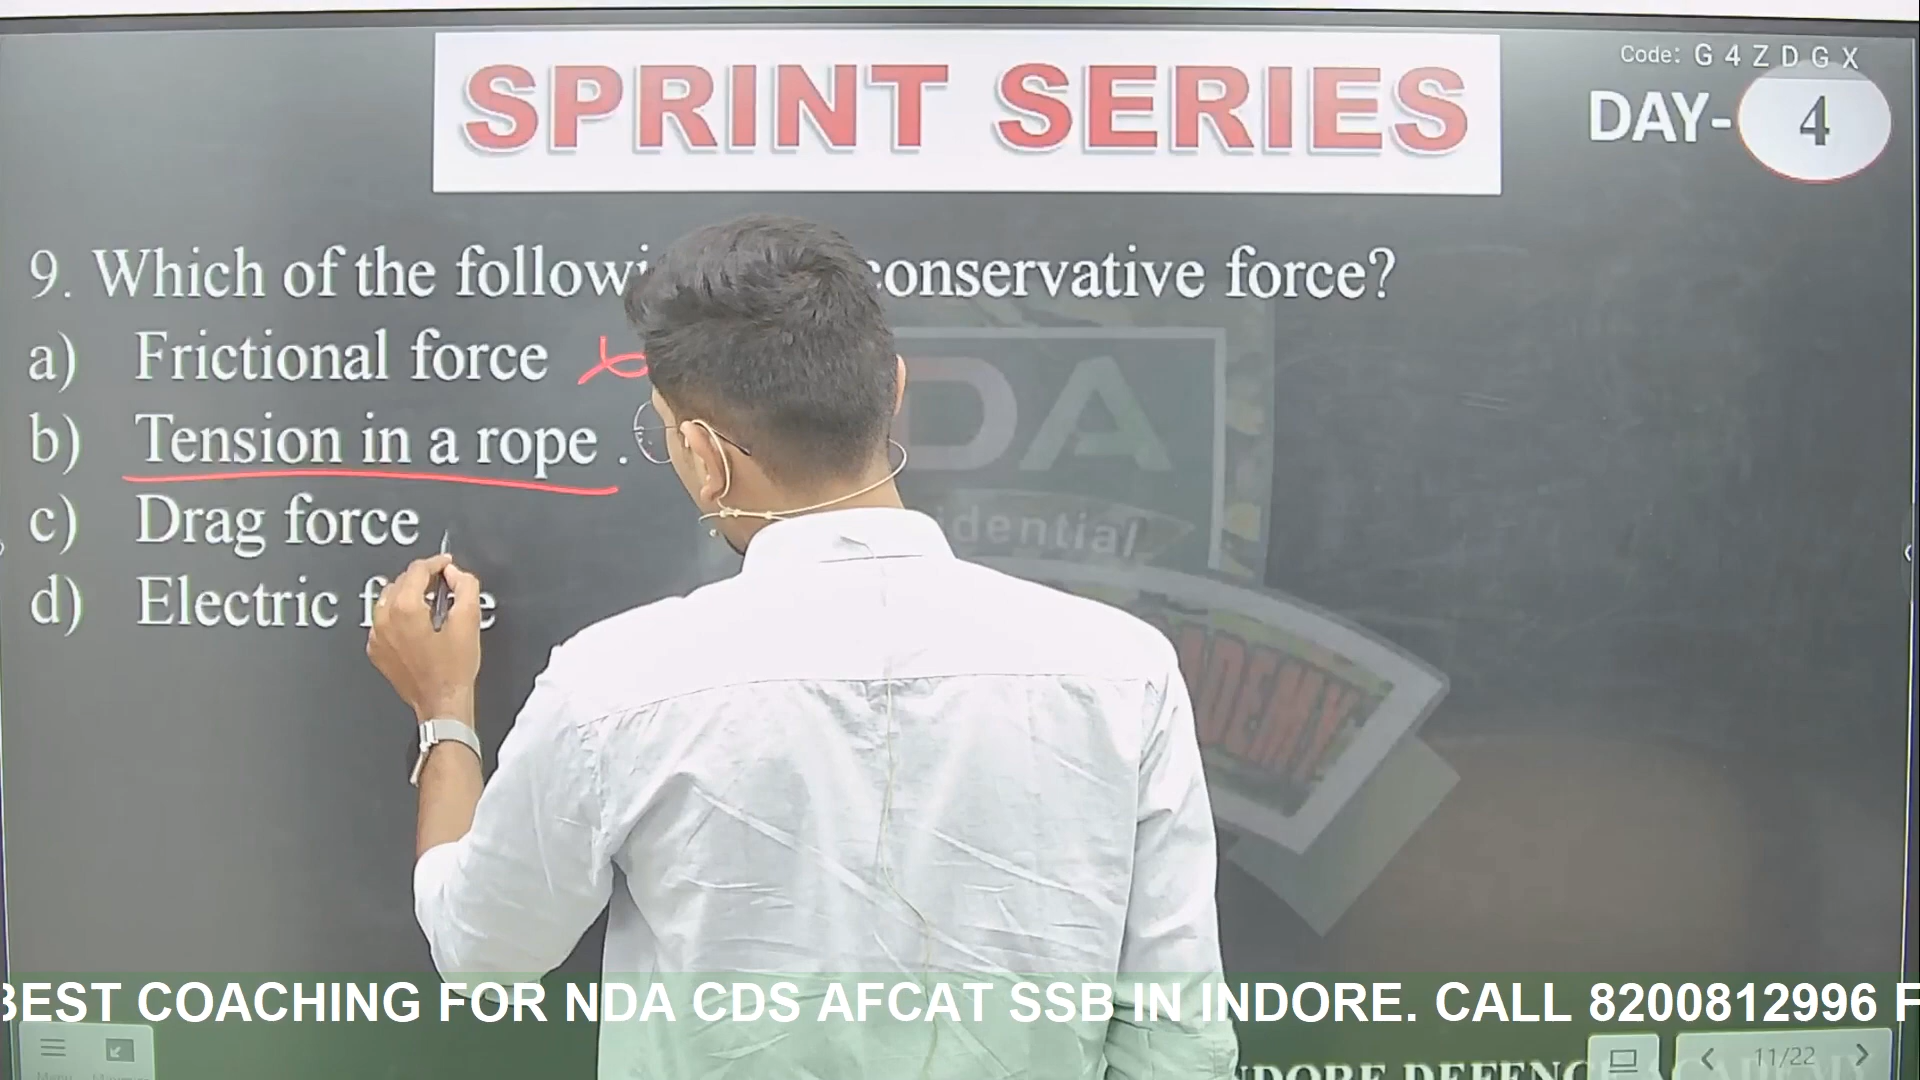 SPRINT SERIES
Code: G 4 Z D G X
DAY- 4
9. Which of the conservative force?
a) Frictional force
b) Tension in a rope .
c) Drag force
d) Electric
DA
idential
BEST COACHING FOR NDA CDS AFCAT SSB IN INDORE. CALL 8200812996 F
11/22